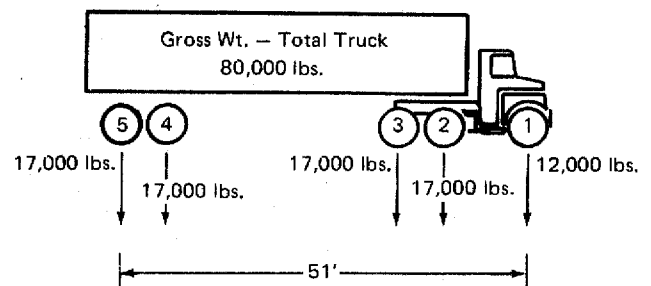 Gross Wt. — Total Truck
80,000 lbs.
5 4 3 2 1
17,000 lbs. 17,000 lbs. 12,000 lbs.
17,000 lbs. 17,000 lbs.
51'